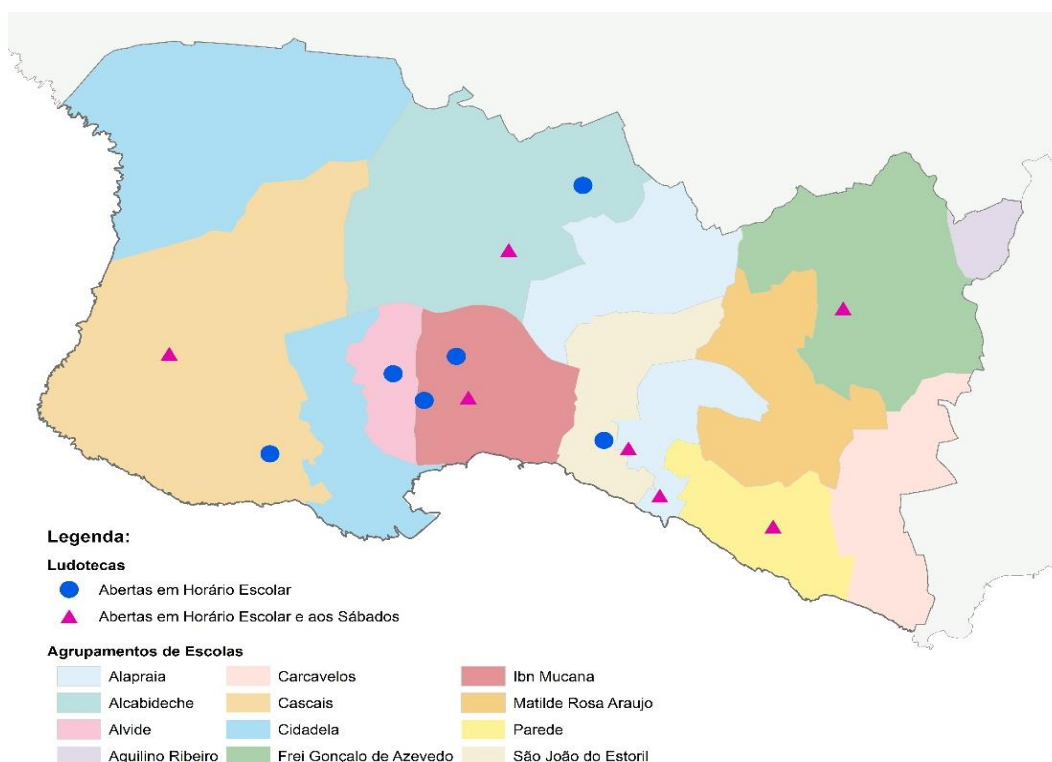 Legenda:
Ludotecas
Abertas em Horário Escolar
Abertas em Horário Escolar e aos Sábados
Agrupamentos de Escolas
Alapraia
Alcabideche
Alvide
Aquilino Ribeiro
Carcavelos
Cascais
Cidadela
Frei Gonçalo de Azevedo
Ibn Mucana
Matilde Rosa Araujo
Parede
São João do Estoril